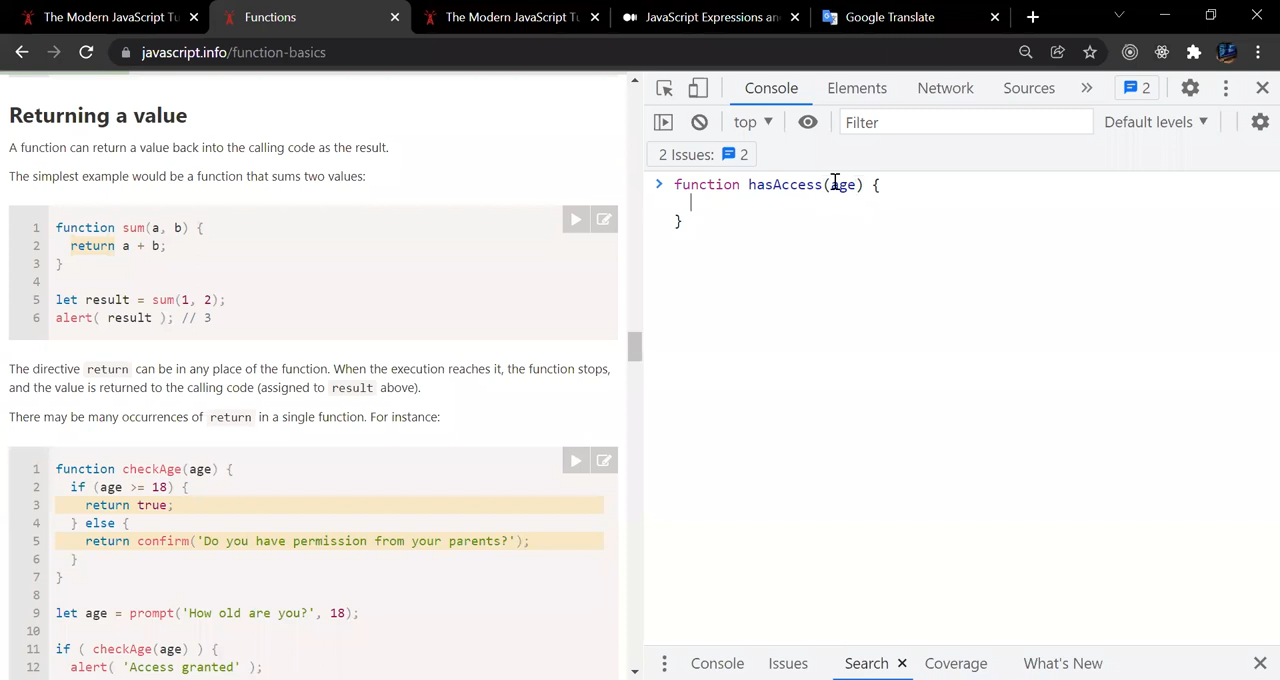 The Modern JavaScript Tu
Functions
The Modern JavaScript Tu
JavaScript Expressions an
Google Translate
javascript.info/function-basics
Returning a value
A function can return a value back into the calling code as the result.
The simplest example would be a function that sums two values:
1 function sum(a, b) {
2 return a + b;
3 }
4
5 let result = sum(1, 2);
6 alert( result ); // 3
The directive return can be in any place of the function. When the execution reaches it, the function stops,
and the value is returned to the calling code (assigned to result above).
There may be many occurrences of return in a single function. For instance:
1 function checkAge(age) {
2 if (age >= 18) {
3 return true;
4 } else {
5 return confirm('Do you have permission from your parents?');
6 }
7 }
8
9 let age = prompt('How old are you?', 18);
10
11 if ( checkAge(age) ) {
12 alert( 'Access granted' );
Console Elements Network Sources » 2
top Filter Default levels
2 Issues: 2
> function hasAccess(age) {
}
Console Issues Search Coverage What's New